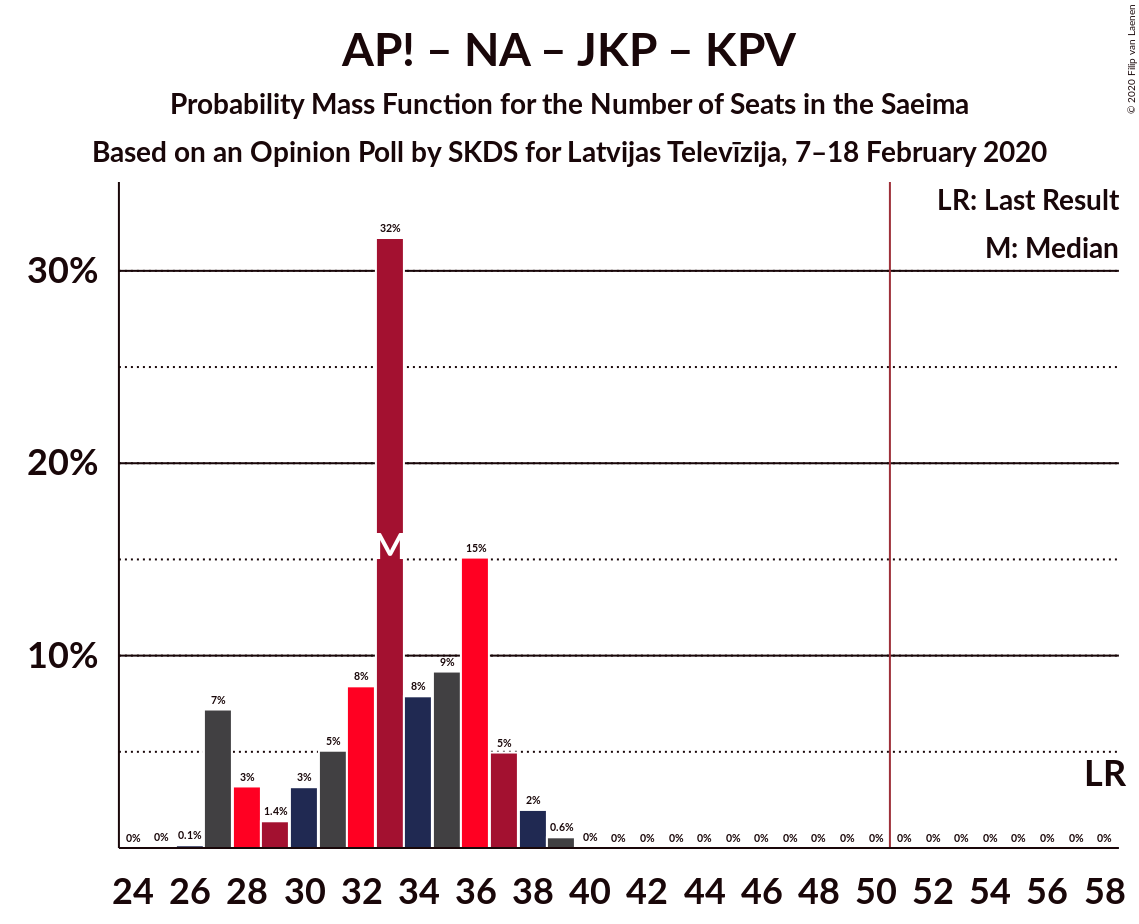 AP! – NA – JKP – KPV
Probability Mass Function for the Number of Seats in the Saeima
Based on an Opinion Poll by SKDS for Latvijas Televīzija, 7–18 February 2020
© 2020 Filip van Laenen
LR: Last Result
M: Median
30%
20%
10%
0% 0% 0.1% 7% 3% 1.4% 3% 5% 8% 32% 8% 9% 15% 5% 2% 0.6% 0% 0% 0% 0% 0% 0% 0% 0% 0% 0% 0% 0% 0% 0% 0% 0% 0% 0% 0%
M
LR
24 26 28 30 32 34 36 38 40 42 44 46 48 50 52 54 56 58